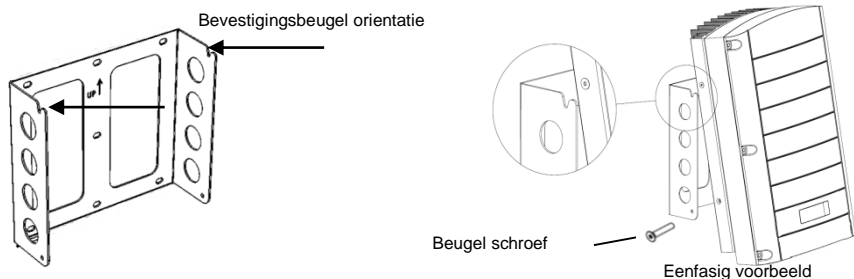 Bevestigingsbeugel orientatie
UP
Beugel schroef
Eenfasig voorbeeld